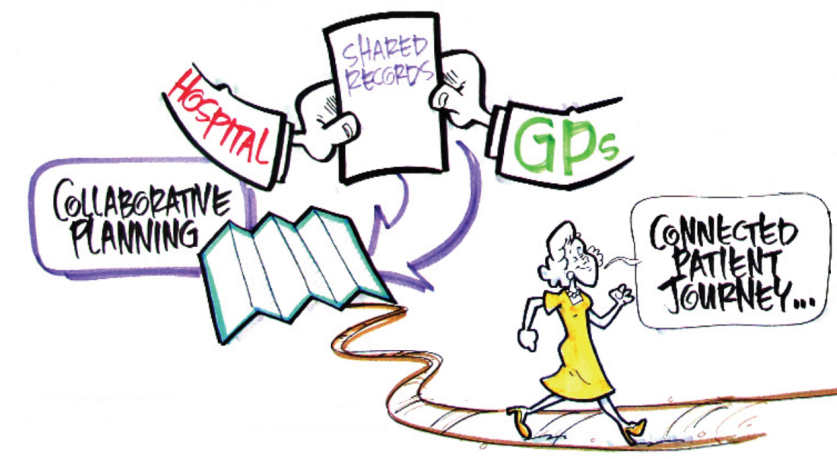 SHARED
RECORDS
HOSPITAL
GPs
COLLABORATIVE
PLANNING
CONNECTED
PATIENT
JOURNEY...